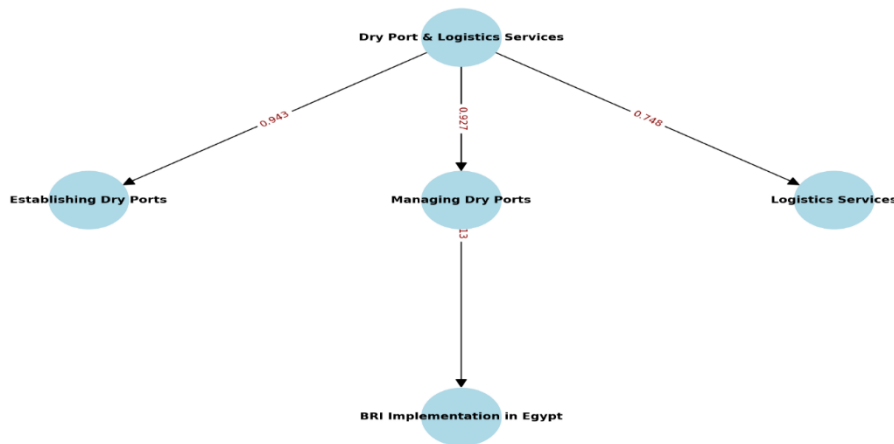 Dry Port & Logistics Services
0.943
0.927
0.748
Establishing Dry Ports
Managing Dry Ports
Logistics Services
BRI Implementation in Egypt